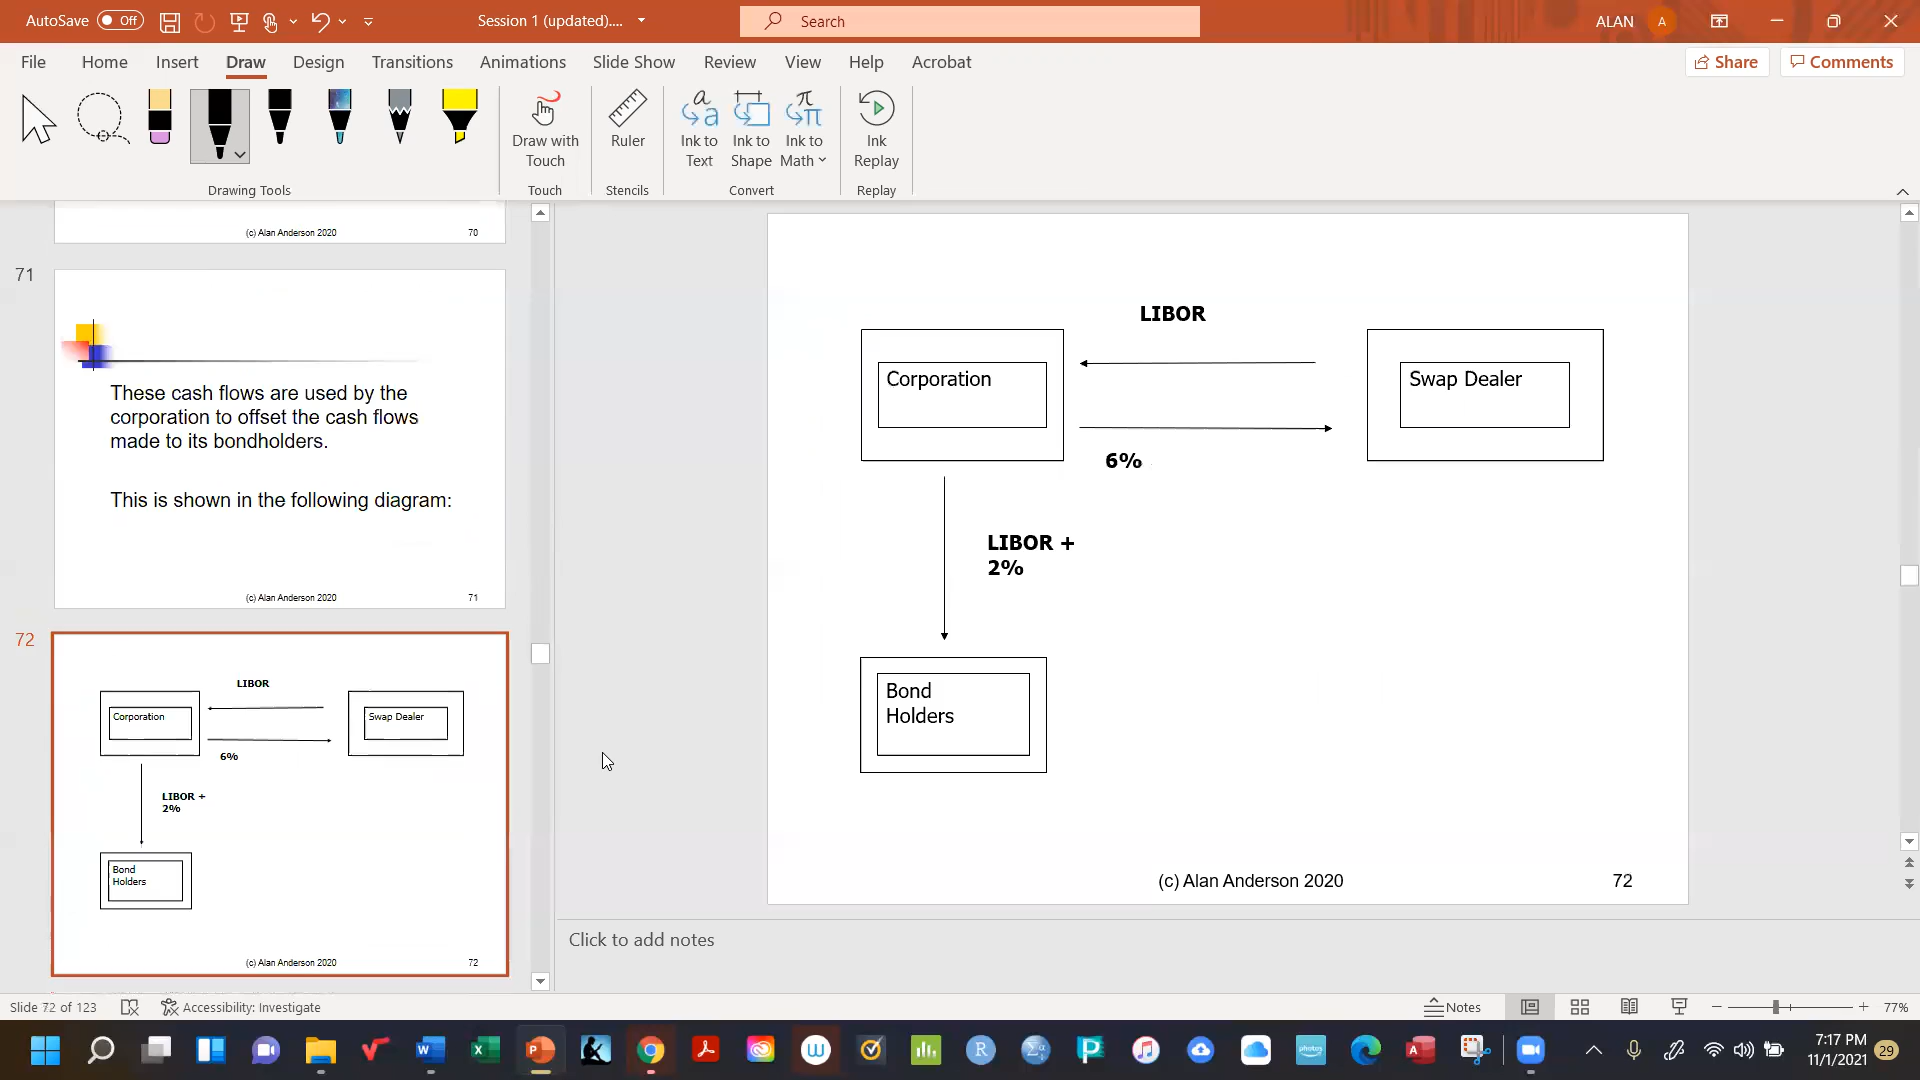 AutoSave Off
Session 1 (updated)....
Search
ALAN A
File Home Insert Draw Design Transitions Animations Slide Show Review View Help Acrobat
Share Comments
Draw with Touch
Ruler
Ink to Text
Ink to Shape
Ink to Math
Ink Replay
Drawing Tools
Touch
Stencils
Convert
Replay
(c) Alan Anderson 2020 70
71
These cash flows are used by the
corporation to offset the cash flows
made to its bondholders.
This is shown in the following diagram:
(c) Alan Anderson 2020 71
72
LIBOR
Corporation
Swap Dealer
6%
LIBOR +
2%
Bond
Holders
(c) Alan Anderson 2020 72
LIBOR
Corporation
Swap Dealer
6%
LIBOR +
2%
Bond
Holders
(c) Alan Anderson 2020 72
Click to add notes
Slide 72 of 123
Accessibility: Investigate
Notes
77%
7:17 PM
11/1/2021
29